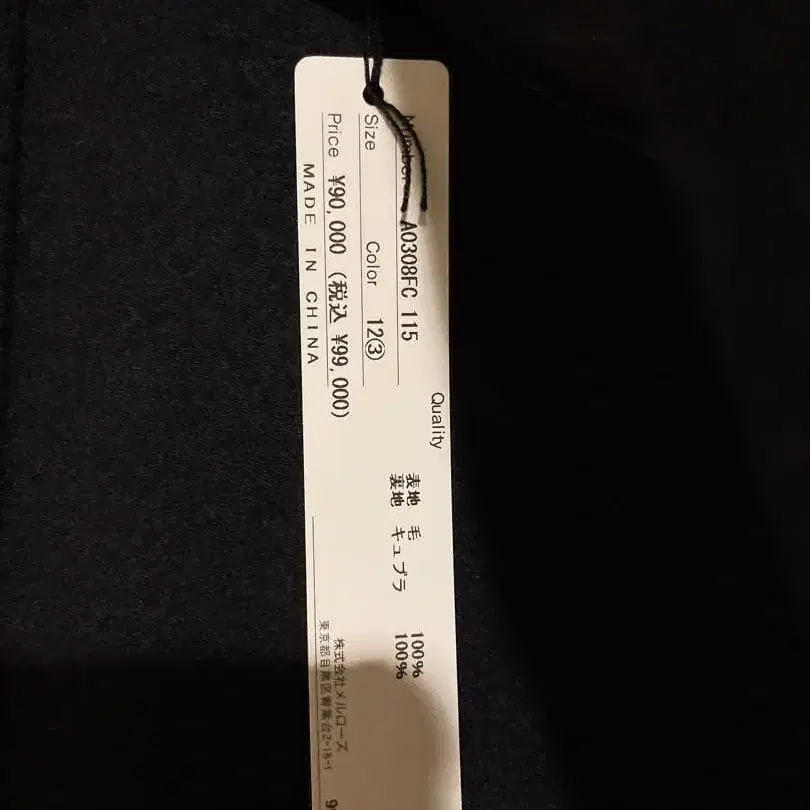 Number A0308FC 115
Size Color 12③
Price ¥90,000 (税込 ¥99,000)
MADE IN CHINA
Quality
表地 毛 100%
裏地 キュプラ 100%
株式会社メルローズ
東京都目黒区青葉台2-18-1